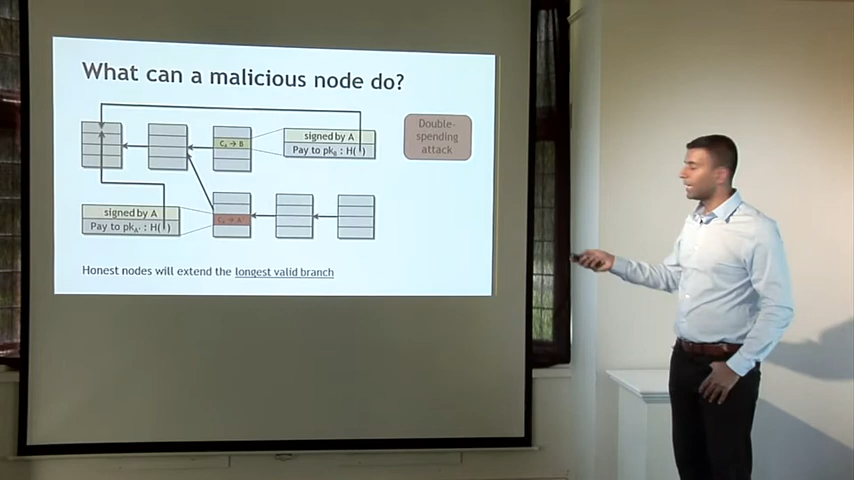 What can a malicious node do?
signed by A
Pay to pkB : H( )
CA → B
Double-
spending
attack
signed by A
Pay to pkA' : H( )
CA → A'
Honest nodes will extend the longest valid branch